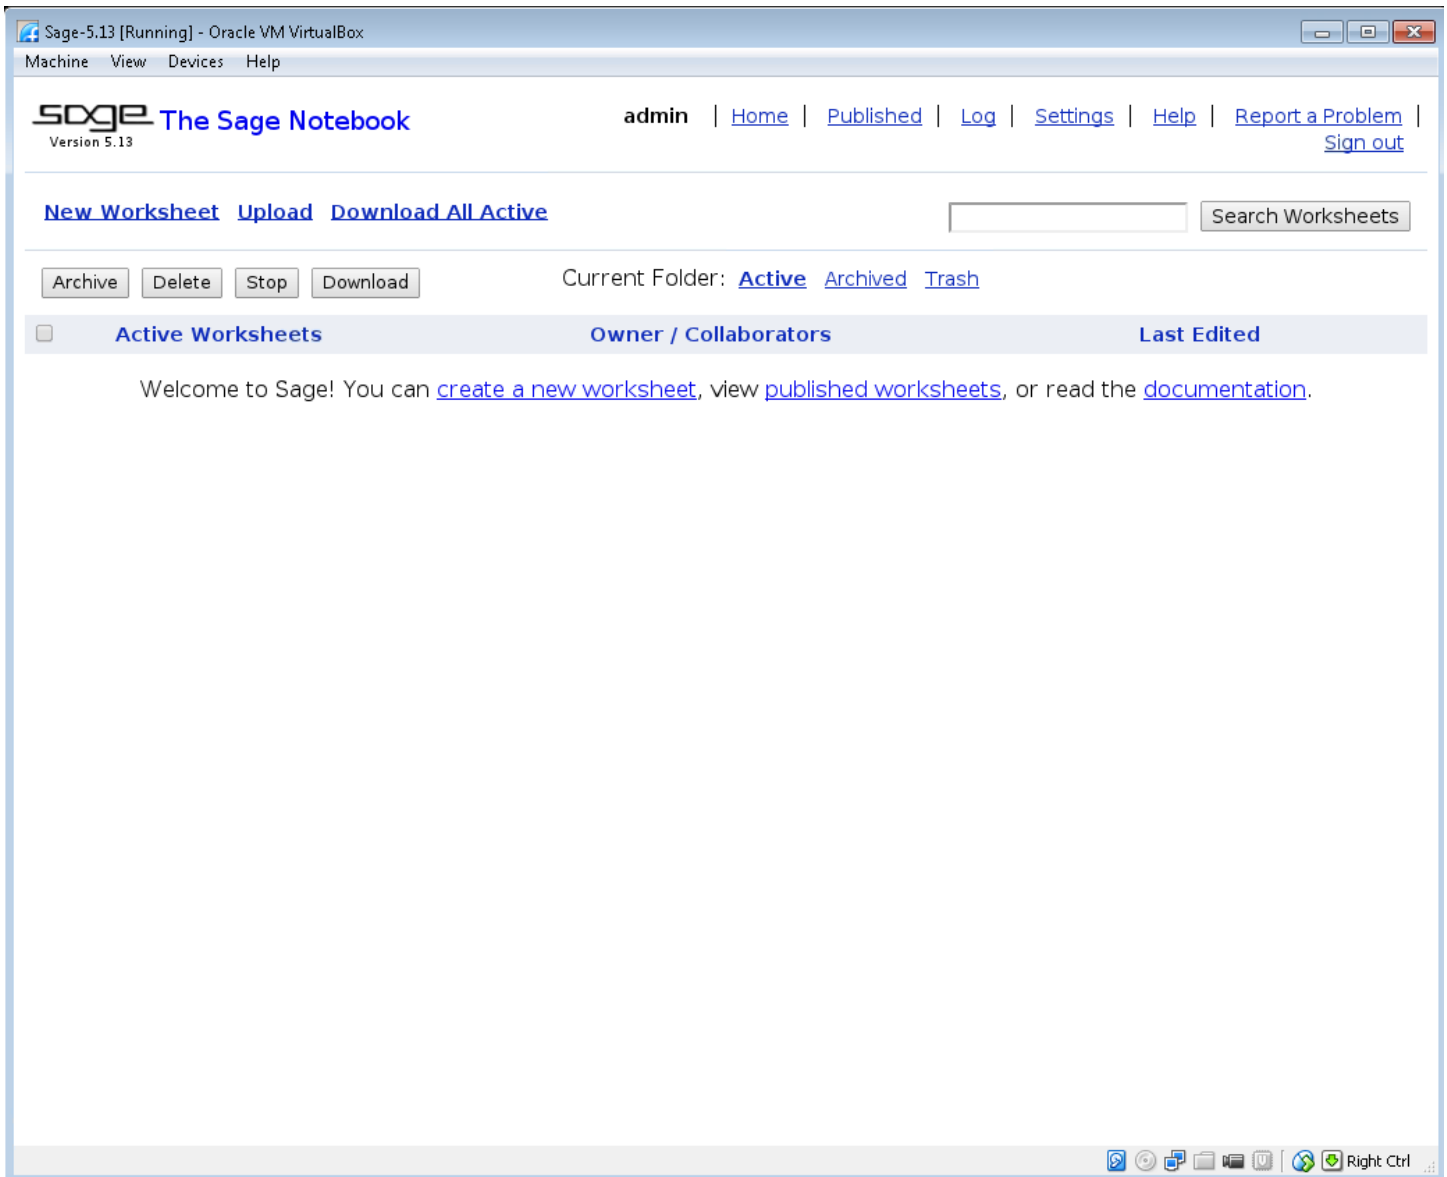 Sage-5.13 [Running] - Oracle VM VirtualBox
Machine View Devices Help
sage The Sage Notebook
Version 5.13
admin | Home | Published | Log | Settings | Help | Report a Problem |
Sign out
New Worksheet Upload Download All Active
Search Worksheets
Archive Delete Stop Download Current Folder: Active Archived Trash
Active Worksheets Owner / Collaborators Last Edited
Welcome to Sage! You can create a new worksheet, view published worksheets, or read the documentation.
Right Ctrl